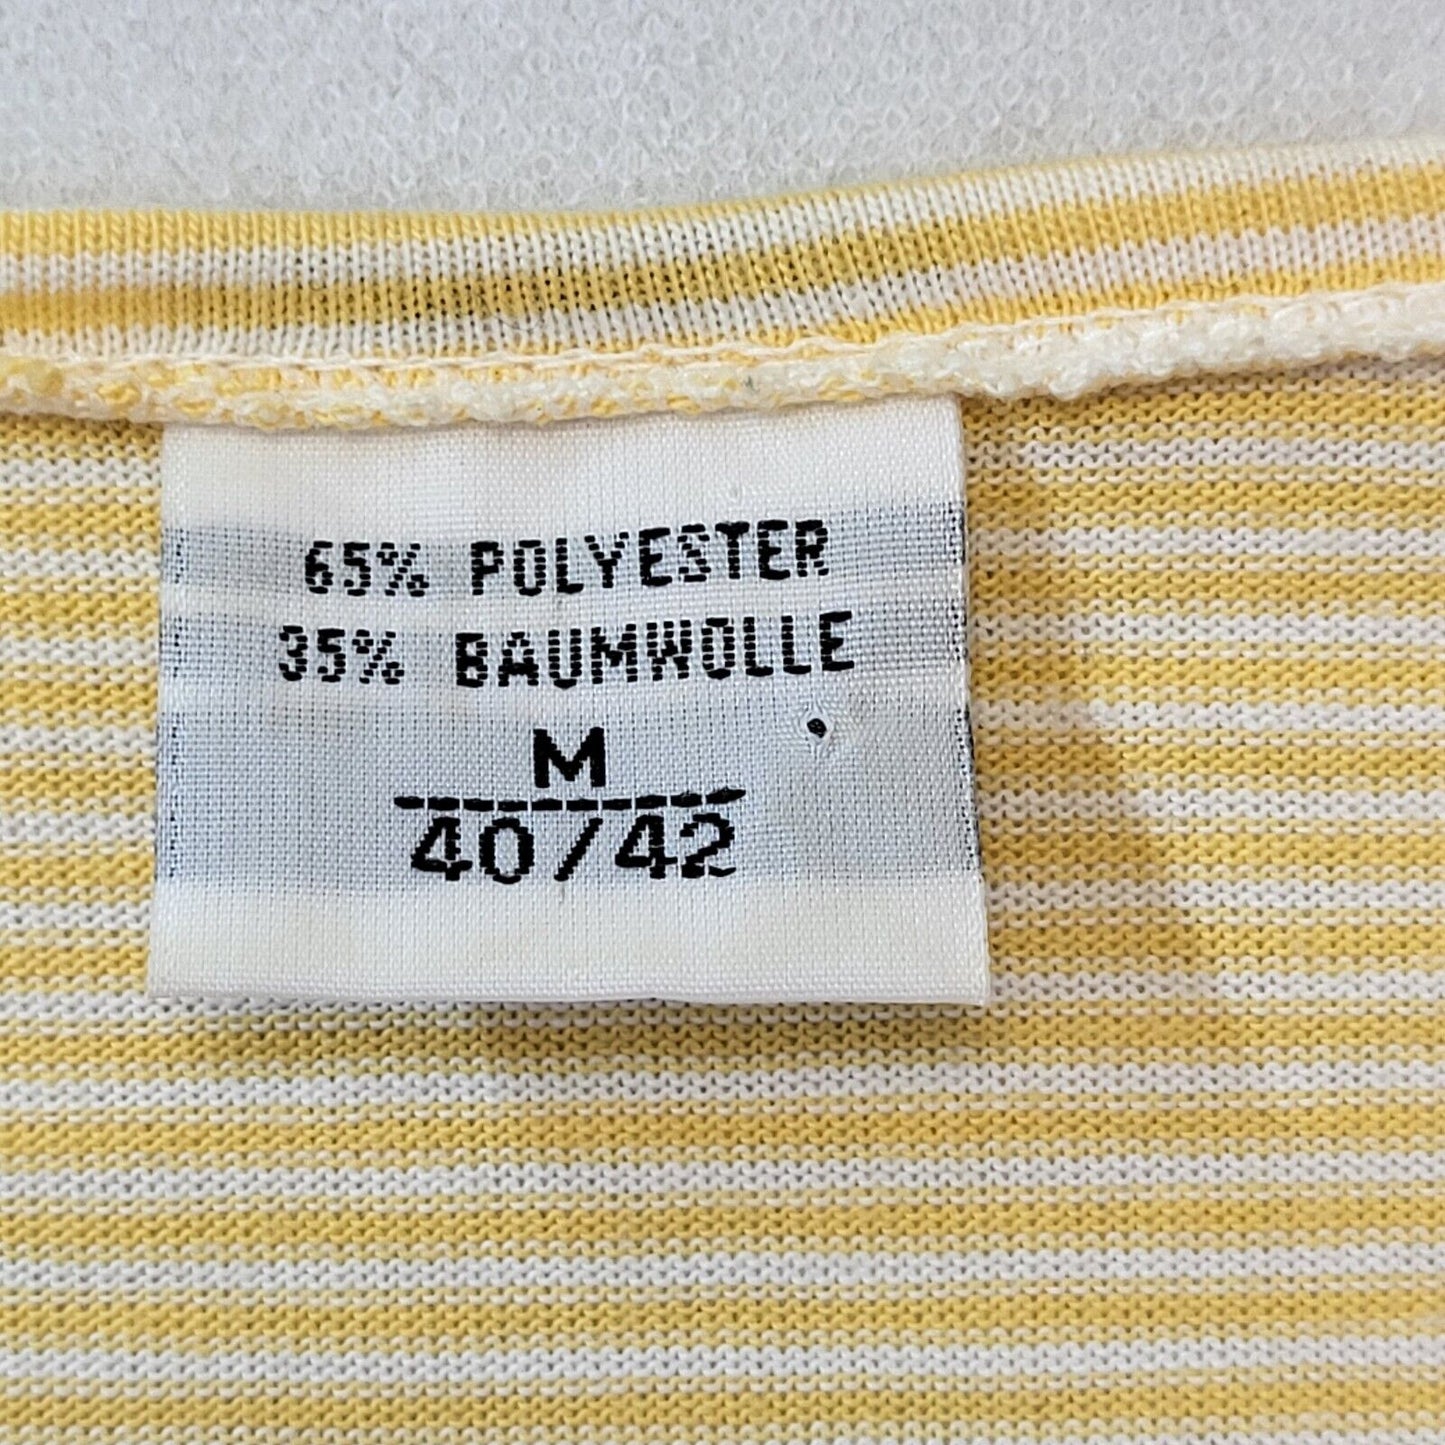 65% POLYESTER
35% BAUMWOLLE
M
40/42